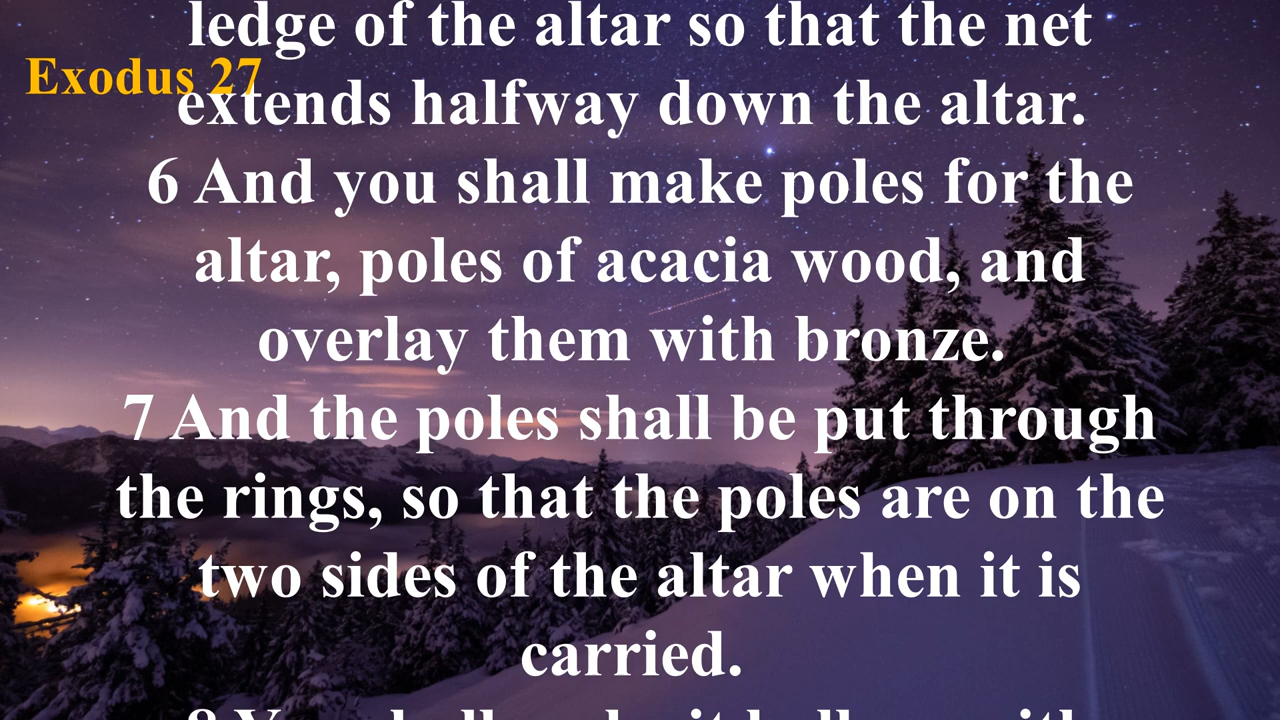 ledge of the altar so that the net
Exodus 27
extends halfway down the altar.
6 And you shall make poles for the
altar, poles of acacia wood, and
overlay them with bronze.
7 And the poles shall be put through
the rings, so that the poles are on the
two sides of the altar when it is
carried.